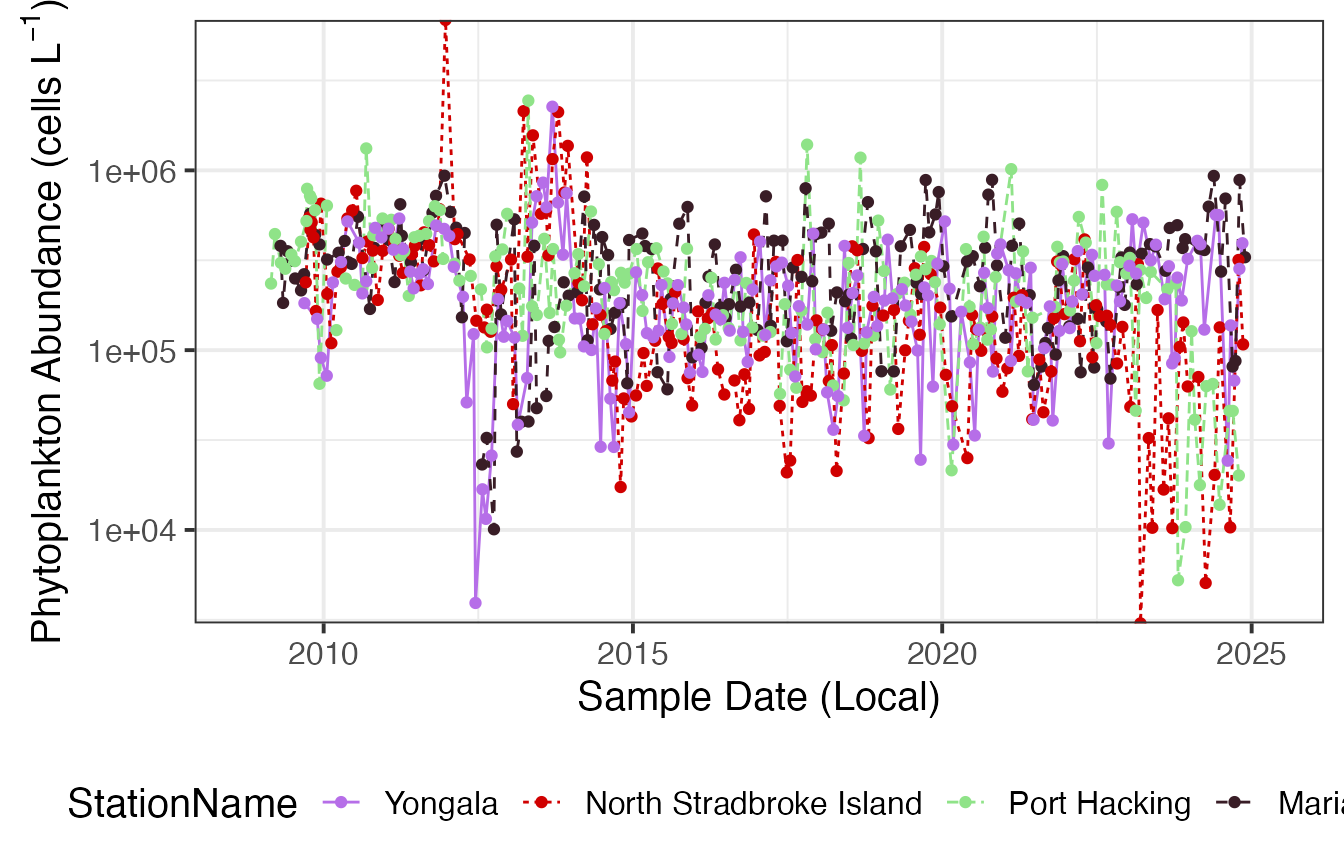 Phytoplankton Abundance (cells L⁻¹)
1e+06
1e+05
1e+04
2010 2015 2020 2025
Sample Date (Local)
StationName Yongala North Stradbroke Island Port Hacking